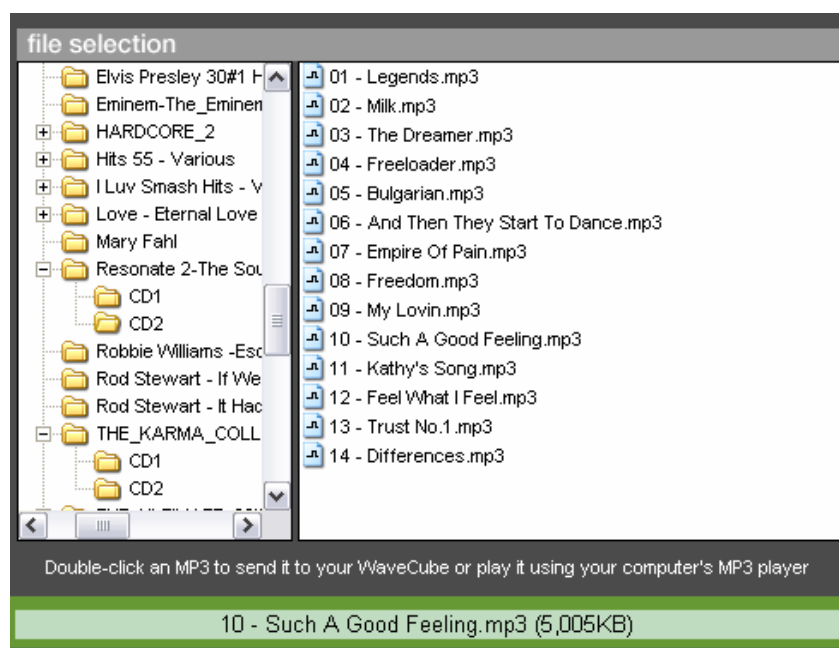 file selection
Elvis Presley 30#1 H
Eminem-The_Eminem
HARDCORE_2
Hits 55 - Various
I Luv Smash Hits - V
Love - Eternal Love
Mary Fahl
Resonate 2-The Sou
CD1
CD2
Robbie Williams -Esc
Rod Stewart - If We
Rod Stewart - It Hac
THE_KARMA_COLL
CD1
CD2
01 - Legends.mp3
02 - Milk.mp3
03 - The Dreamer.mp3
04 - Freeloader.mp3
05 - Bulgarian.mp3
06 - And Then They Start To Dance.mp3
07 - Empire Of Pain.mp3
08 - Freedom.mp3
09 - My Lovin.mp3
10 - Such A Good Feeling.mp3
11 - Kathy's Song.mp3
12 - Feel What I Feel.mp3
13 - Trust No.1.mp3
14 - Differences.mp3
Double-click an MP3 to send it to your WaveCube or play it using your computer's MP3 player
10 - Such A Good Feeling.mp3 (5,005KB)